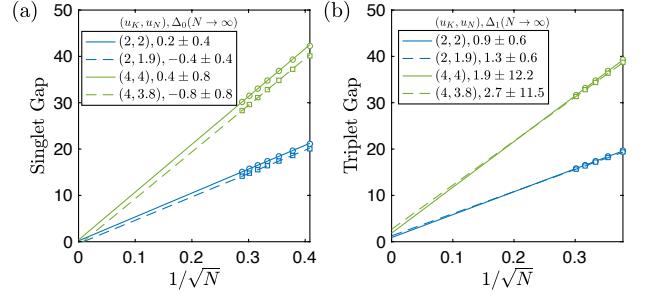 (a)
(u_K, u_N), Δ_0(N → ∞)
(2, 2), 0.2 ± 0.4
(2, 1.9), −0.4 ± 0.4
(4, 4), 0.4 ± 0.8
(4, 3.8), −0.8 ± 0.8
Singlet Gap
50
40
30
20
10
0
0
0.1
0.2
0.3
0.4
1/√N
(b)
(u_K, u_N), Δ_1(N → ∞)
(2, 2), 0.9 ± 0.6
(2, 1.9), 1.3 ± 0.6
(4, 4), 1.9 ± 12.2
(4, 3.8), 2.7 ± 11.5
Triplet Gap
50
40
30
20
10
0
0
0.1
0.2
0.3
1/√N